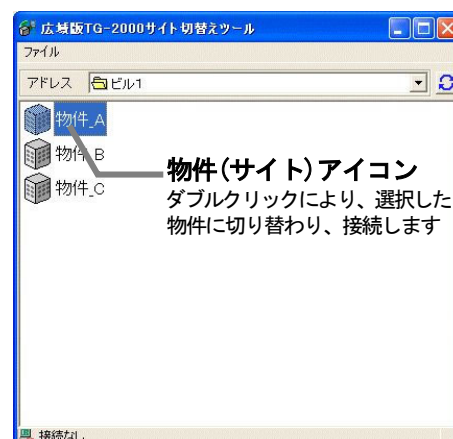 広域版TG-2000サイト切替えツール
ファイル
アドレス ビル1
物件_A
物件_B
物件_C
物件(サイト)アイコン
ダブルクリックにより、選択した
物件に切り替わり、接続します
接続なし